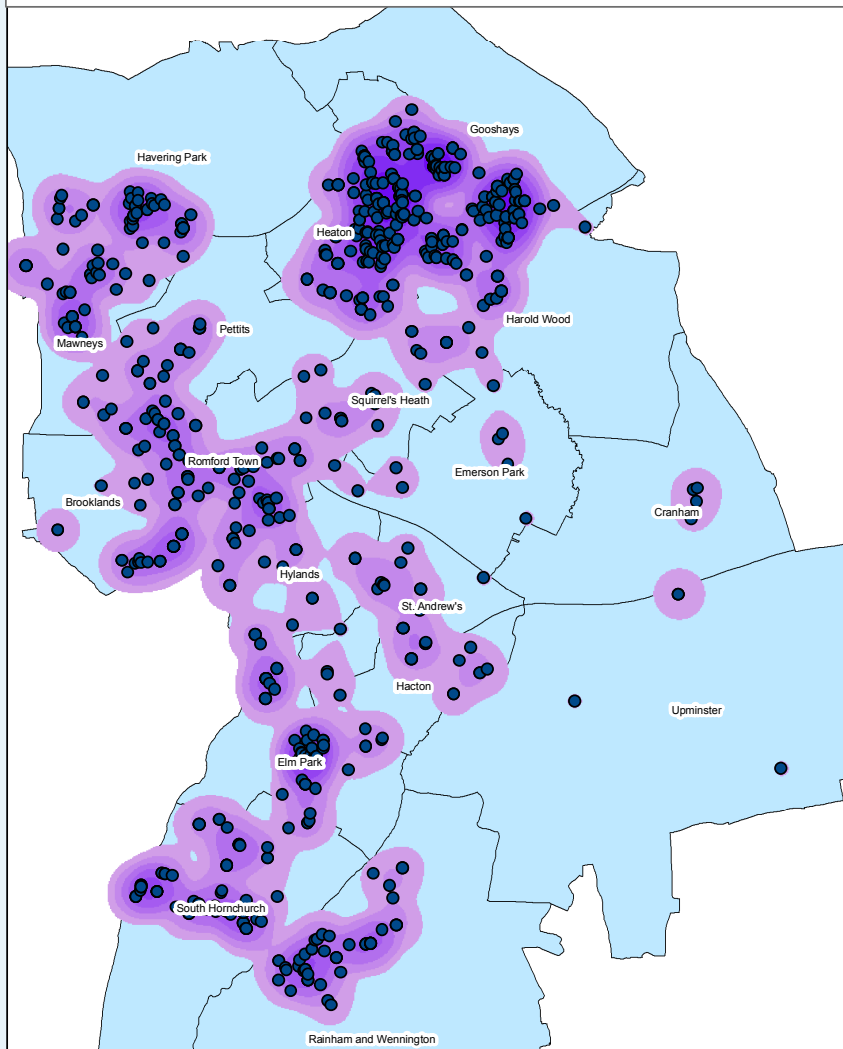 Gooshays
Havering Park
Heaton
Harold Wood
Pettits
Mawneys
Squirrel's Heath
Romford Town
Emerson Park
Brooklands
Cranham
Hylands
St. Andrew's
Hacton
Upminster
Elm Park
South Hornchurch
Rainham and Wennington